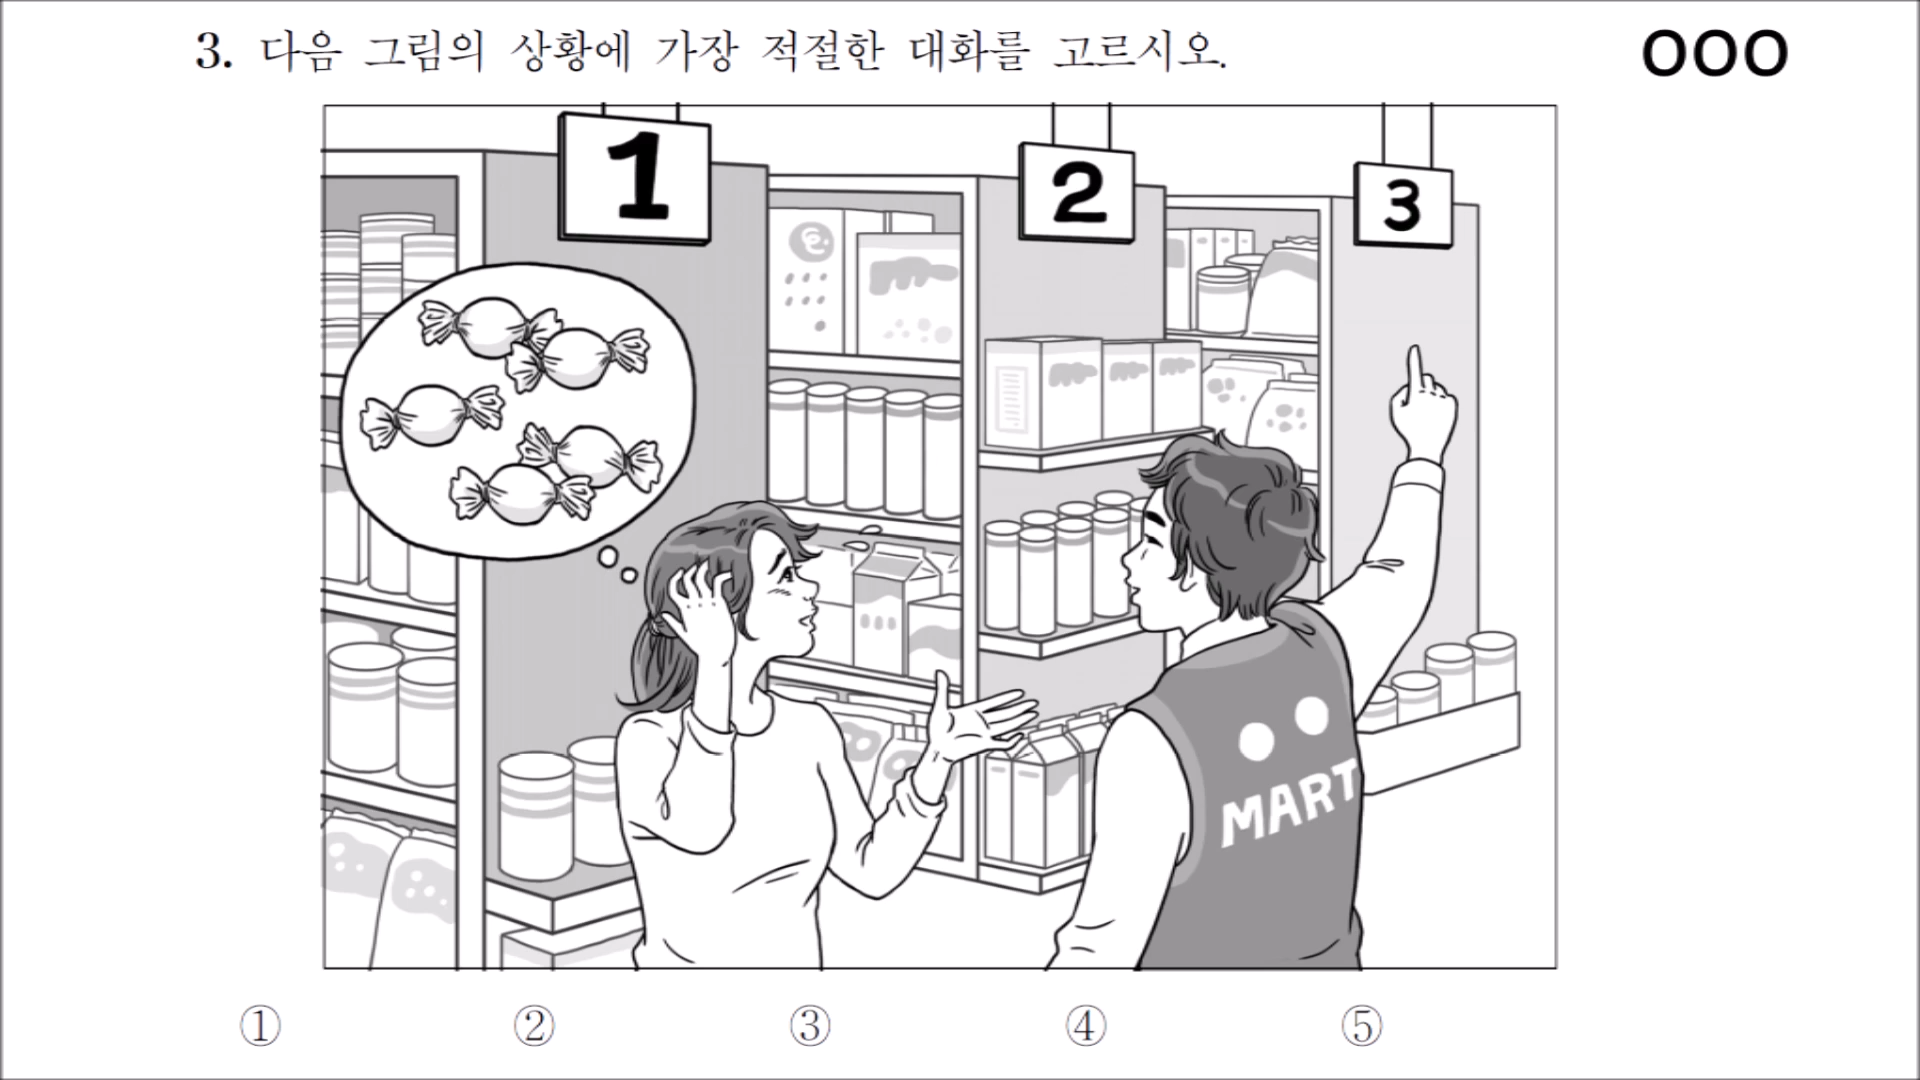 3. 다음 그림의 상황에 가장 적절한 대화를 고르시오.
OOO
1
2
3
MART
① ② ③ ④ ⑤